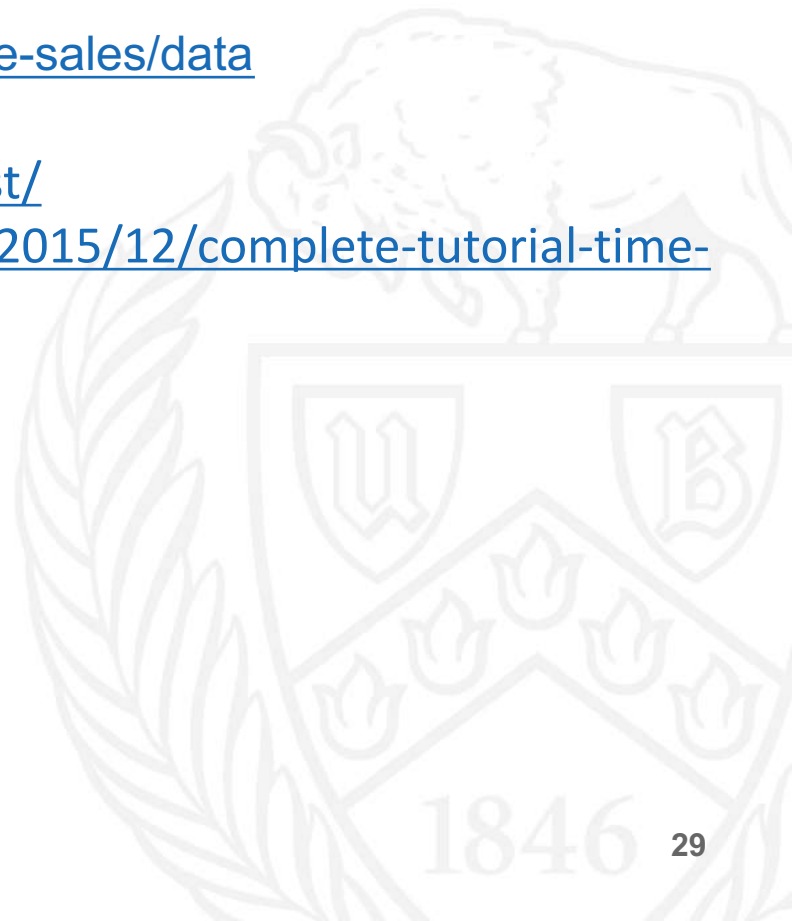 e-sales/data
st/
2015/12/complete-tutorial-time-
U B
1846
29